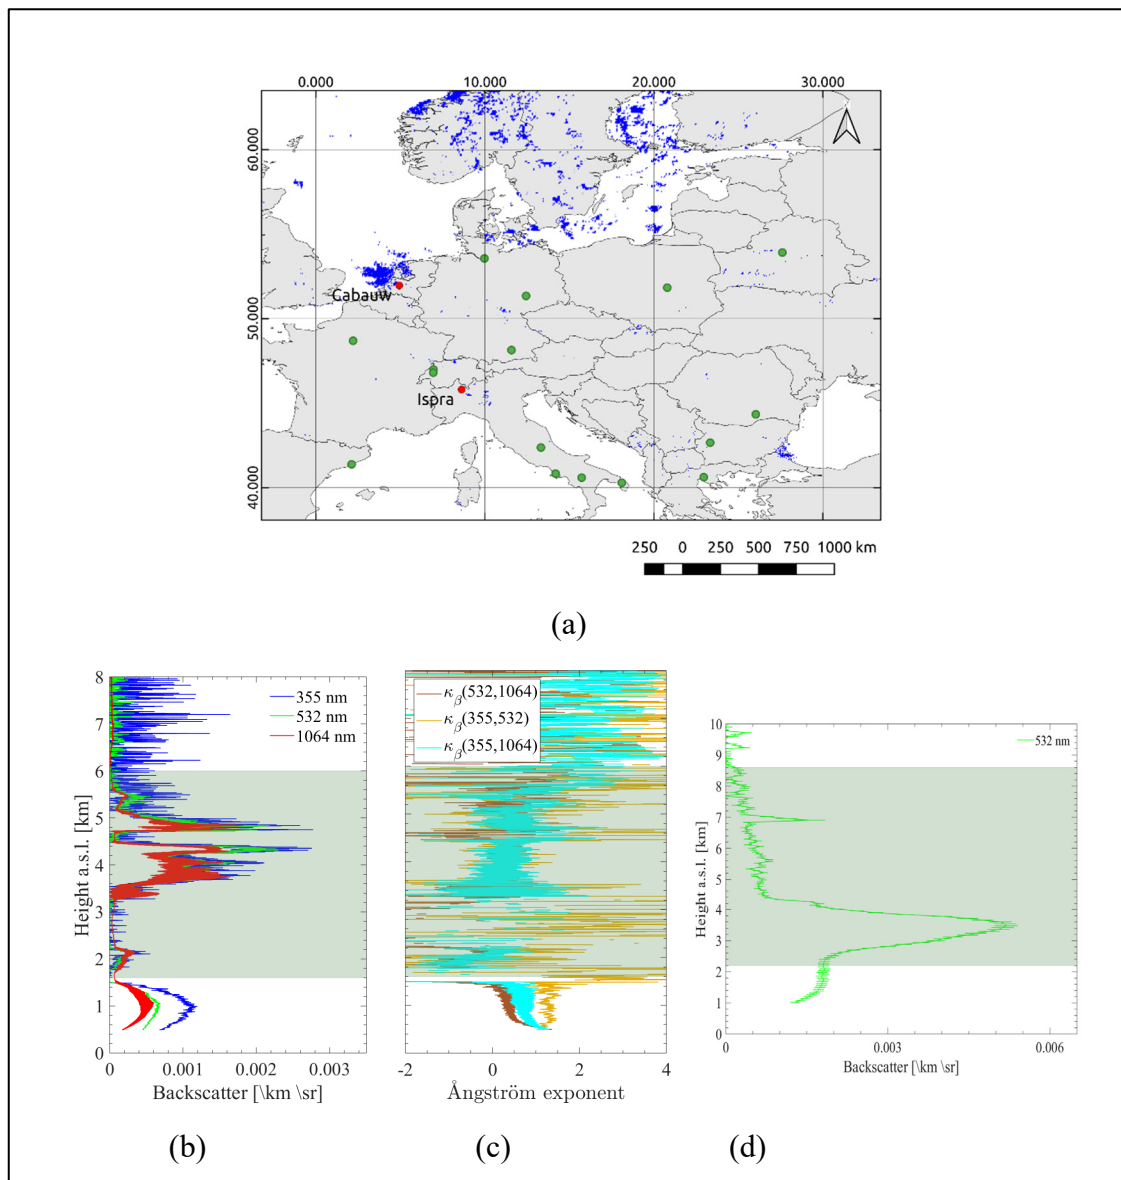 0.000 10.000 20.000 30.000
60.000
50.000
40.000
Cabauw
Ispra
250 0 250 500 750 1000 km
(a)
8
7
6
5
4
3
2
1
0
Height a.s.l. [km]
355 nm
532 nm
1064 nm
0 0.001 0.002 0.003
Backscatter [\km \sr]
κβ(532,1064)
κβ(355,532)
κβ(355,1064)
-2 0 2 4
Ångström exponent
10
9
8
7
6
5
4
3
2
1
0
Height a.s.l. [km]
532 nm
0 0.003 0.006
Backscatter [\km \sr]
(b) (c) (d)